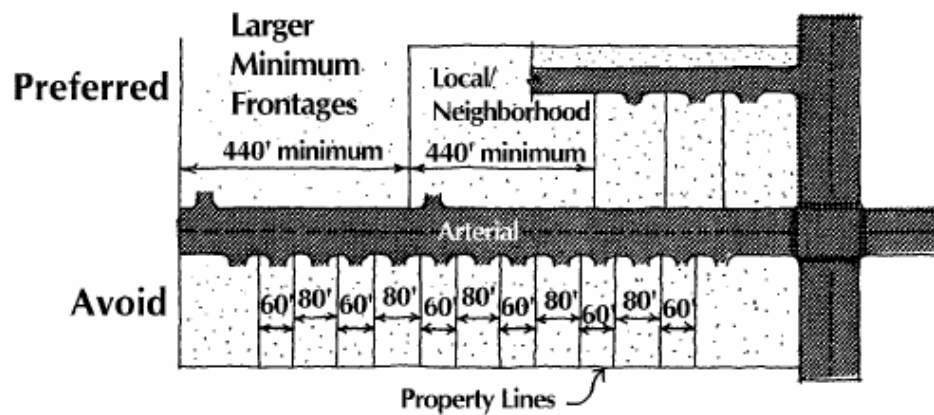 Larger
Minimum
Frontages
Preferred
Local/
Neighborhood
440' minimum
440' minimum
Arterial
Avoid
60' 80' 60' 80' 60' 80' 60' 80' 60' 80' 60'
Property Lines